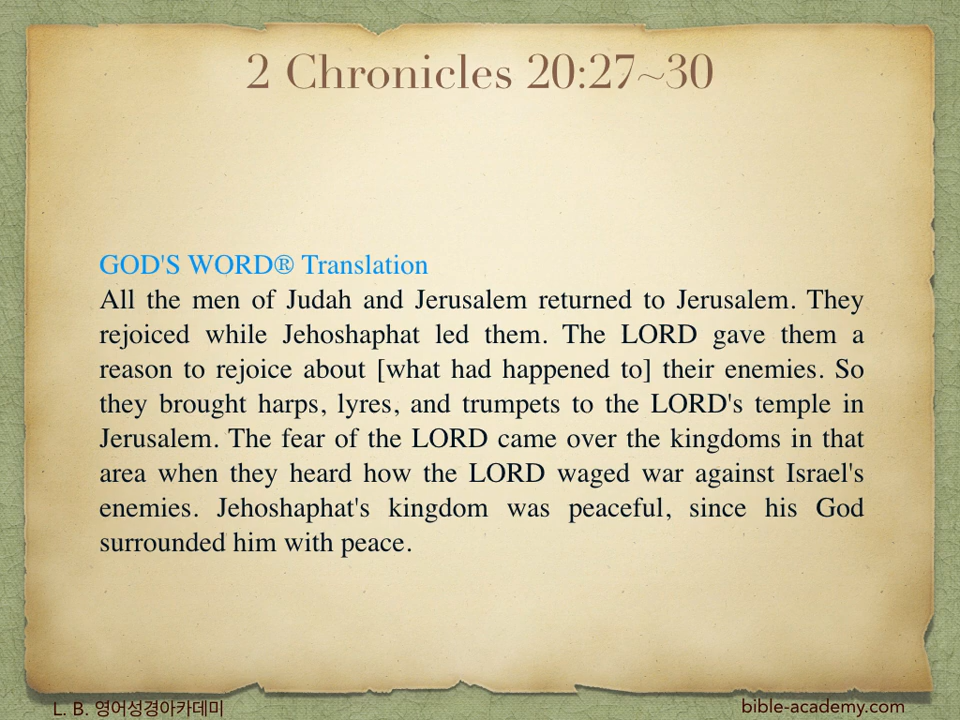 2 Chronicles 20:27~30
GOD'S WORD® Translation
All the men of Judah and Jerusalem returned to Jerusalem. They
rejoiced while Jehoshaphat led them. The LORD gave them a
reason to rejoice about [what had happened to] their enemies. So
they brought harps, lyres, and trumpets to the LORD's temple in
Jerusalem. The fear of the LORD came over the kingdoms in that
area when they heard how the LORD waged war against Israel's
enemies. Jehoshaphat's kingdom was peaceful, since his God
surrounded him with peace.
L. B. 영어성경아카데미
bible-academy.com